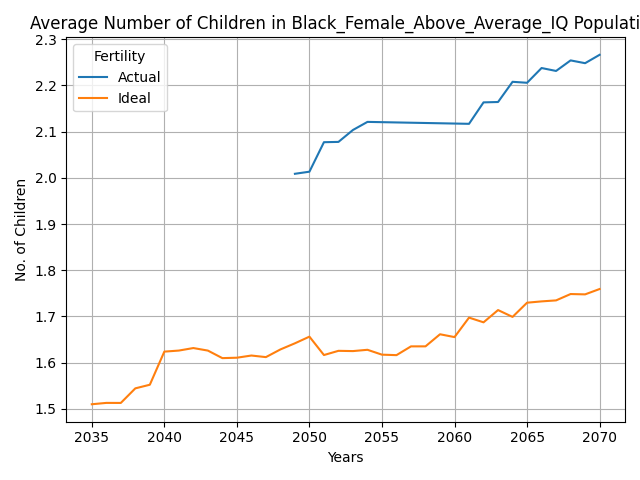 Average Number of Children in Black_Female_Above_Average_IQ Populati
2.3
2.2
2.1
2.0
1.9
1.8
1.7
1.6
1.5
No. of Children
Fertility
Actual
Ideal
2035 2040 2045 2050 2055 2060 2065 2070
Years